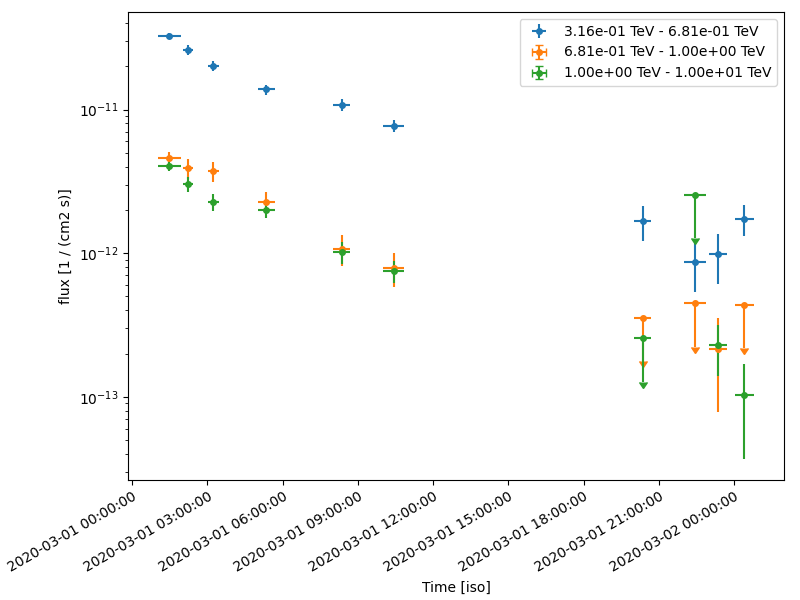 3.16e-01 TeV - 6.81e-01 TeV
6.81e-01 TeV - 1.00e+00 TeV
1.00e+00 TeV - 1.00e+01 TeV
flux [1 / (cm2 s)]
10⁻¹¹
10⁻¹²
10⁻¹³
2020-03-01 00:00:00
2020-03-01 03:00:00
2020-03-01 06:00:00
2020-03-01 09:00:00
2020-03-01 12:00:00
2020-03-01 15:00:00
2020-03-01 18:00:00
2020-03-01 21:00:00
2020-03-02 00:00:00
Time [iso]